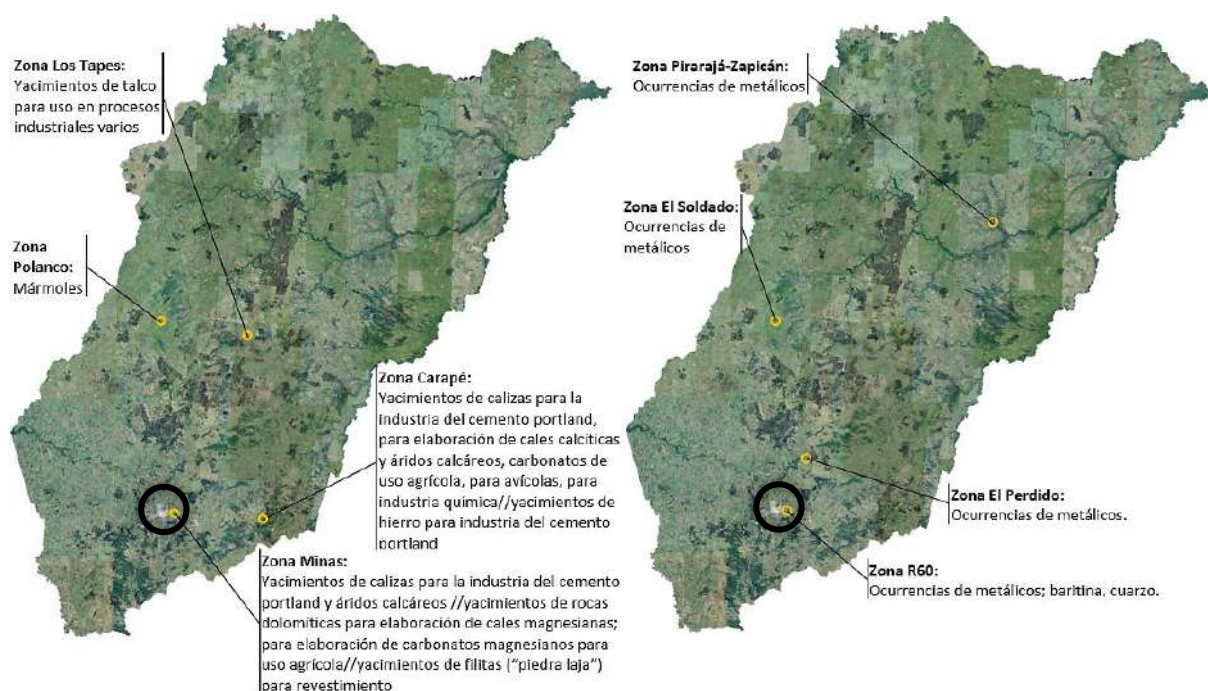 Zona Los Tapes:
Yacimientos de talco
para uso en procesos
industriales varios
Zona
Polanco:
Mármoles
Zona Carapé:
Yacimientos de calizas para la
industria del cemento portland,
para elaboración de cales calcíticas
y áridos calcáreos, carbonatos de
uso agrícola, para avícolas, para
industria química//yacimientos de
hierro para industria del cemento
portland
Zona Minas:
Yacimientos de calizas para la industria del cemento
portland y áridos calcáreos //yacimientos de rocas
dolomíticas para elaboración de cales magnesianas;
para elaboración de carbonatos magnesianos para
uso agrícola//yacimientos de filitas ("piedra laja")
para revestimiento
Zona Pirarajá-Zapicán:
Ocurrencias de metálicos
Zona El Soldado:
Ocurrencias de
metálicos
Zona El Perdido:
Ocurrencias de metálicos.
Zona R60:
Ocurrencias de metálicos; baritina, cuarzo.